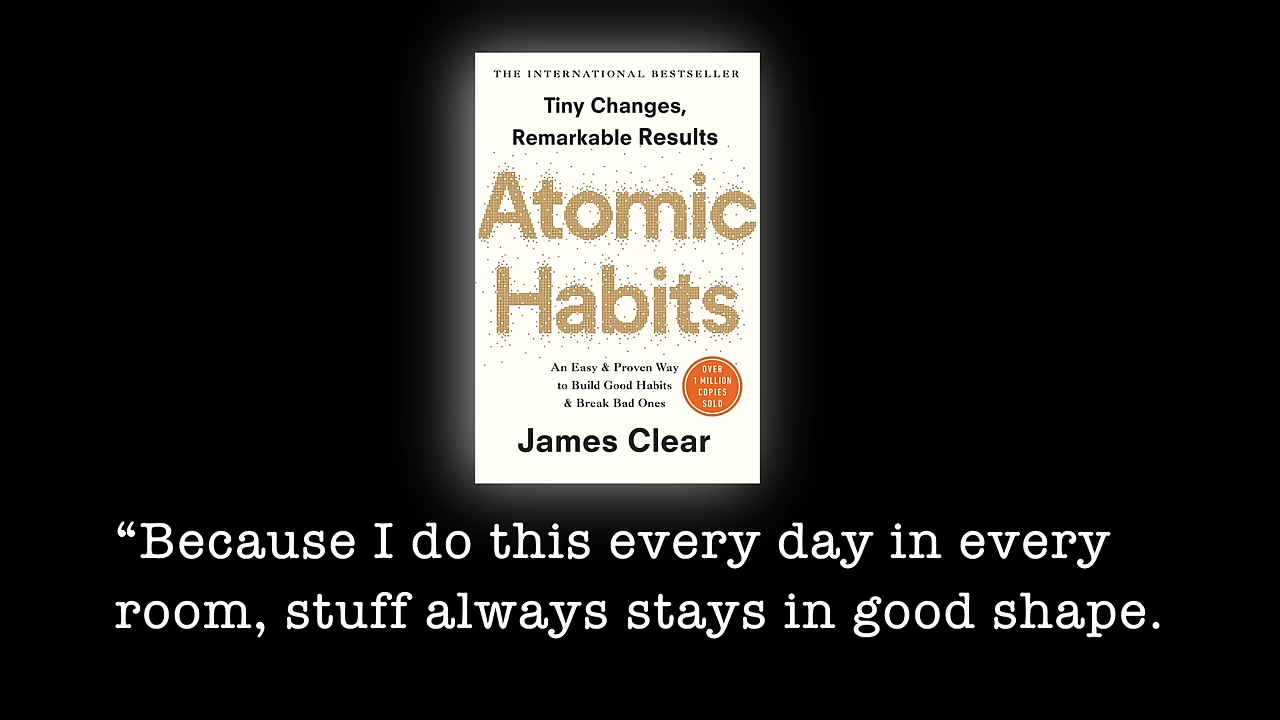 THE INTERNATIONAL BESTSELLER
Tiny Changes,
Remarkable Results
Atomic
Habits
An Easy & Proven Way
to Build Good Habits
& Break Bad Ones
OVER
1 MILLION
COPIES
SOLD
James Clear
“Because I do this every day in every
room, stuff always stays in good shape.